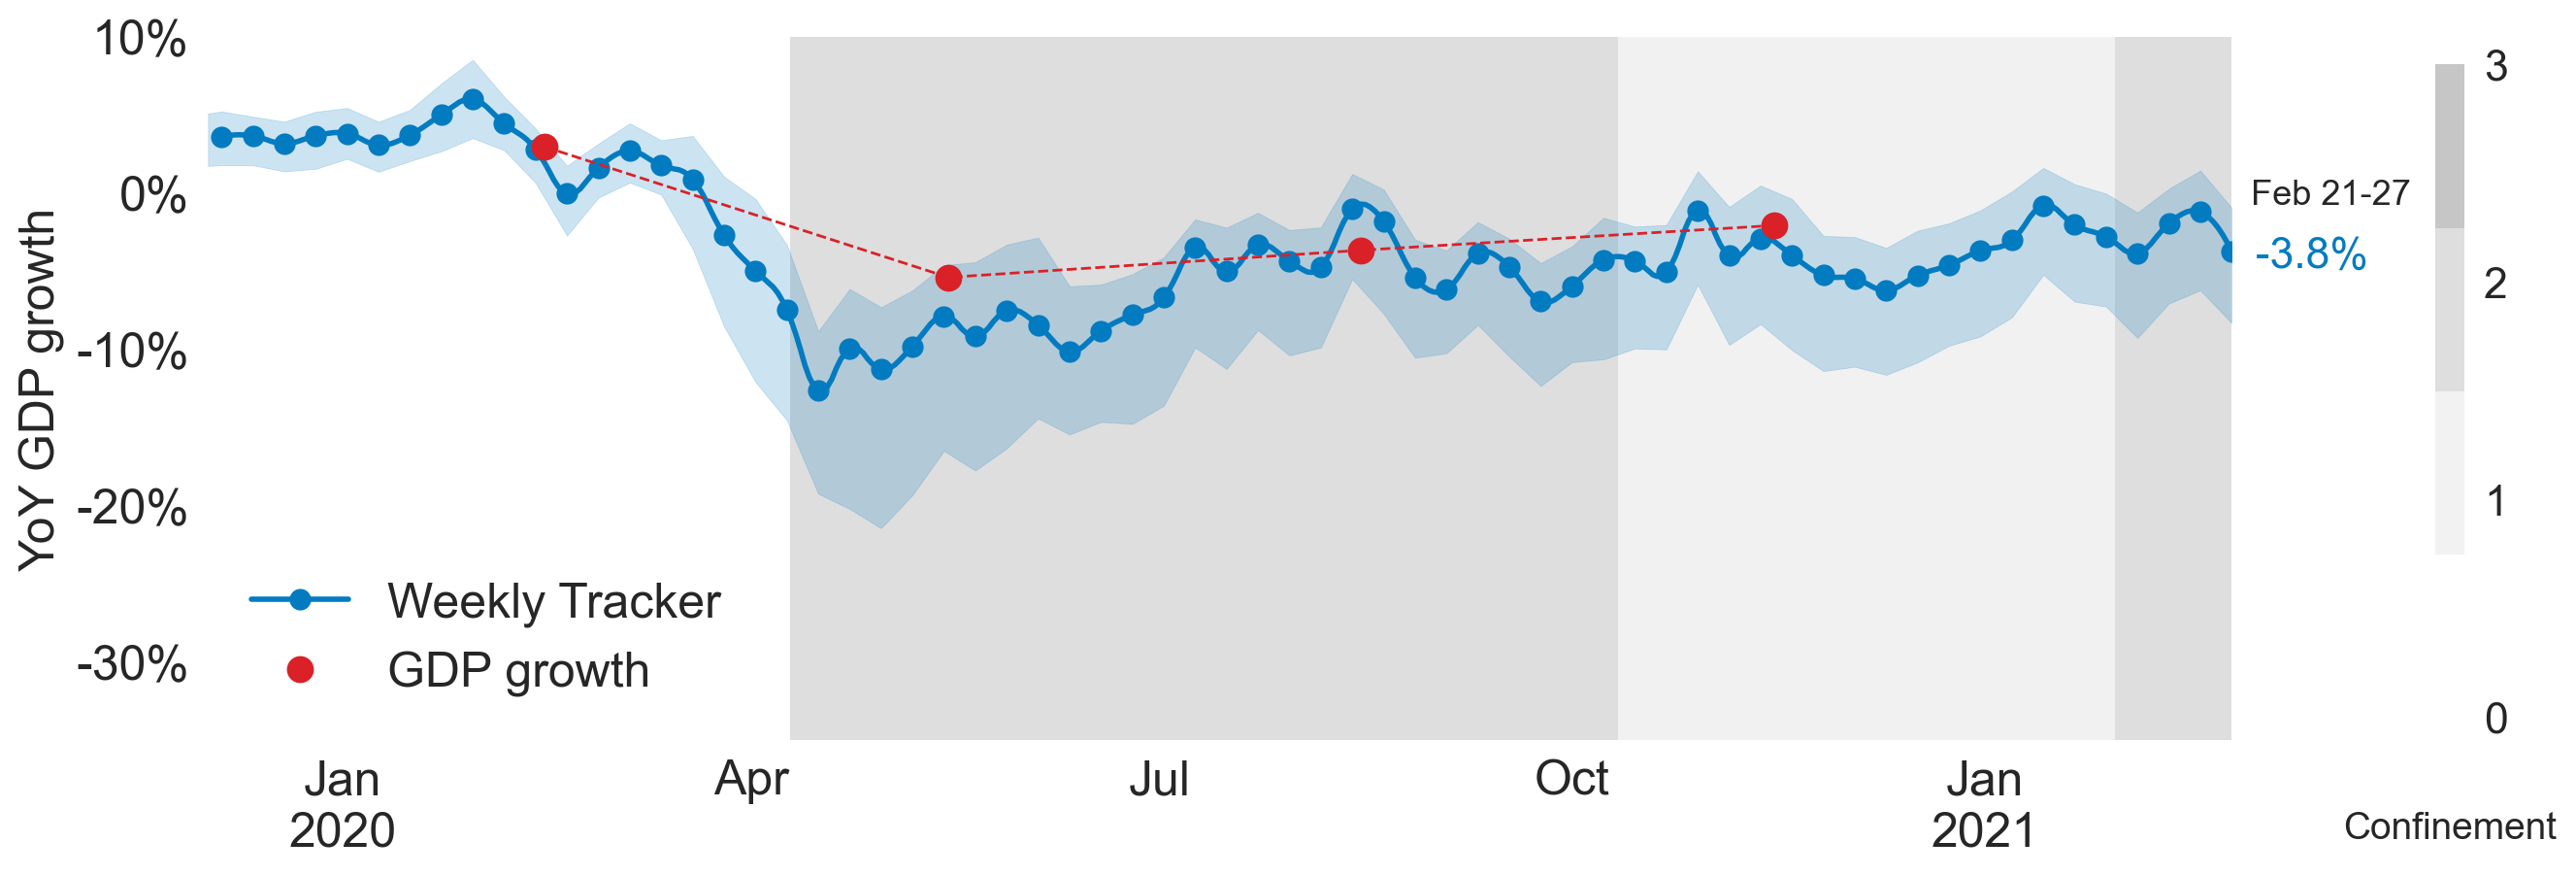 10%
0%
-10%
-20%
-30%
YoY GDP growth
Weekly Tracker
GDP growth
Jan
2020
Apr
Jul
Oct
Jan
2021
Feb 21-27
-3.8%
3
2
1
0
Confinement